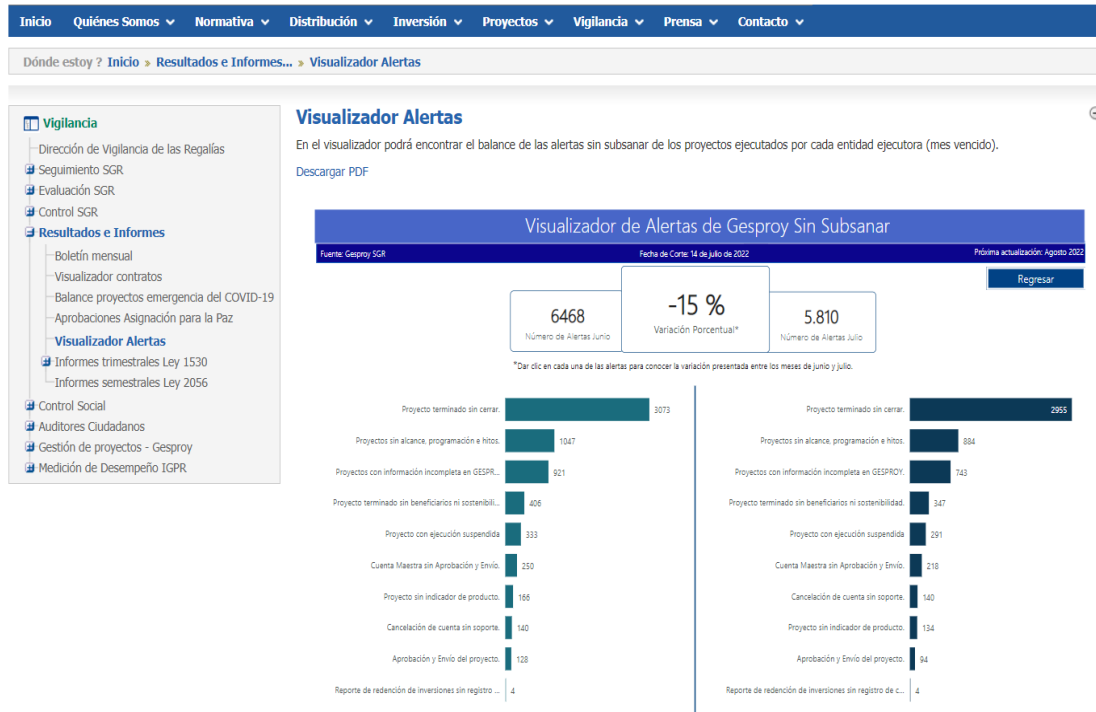 Inicio Quiénes Somos Normativa Distribución Inversión Proyectos Vigilancia Prensa Contacto
Dónde estoy ? Inicio » Resultados e Informes... » Visualizador Alertas
Vigilancia
Dirección de Vigilancia de las Regalías
Seguimiento SGR
Evaluación SGR
Control SGR
Resultados e Informes
Boletín mensual
Visualizador contratos
Balance proyectos emergencia del COVID-19
Aprobaciones Asignación para la Paz
Visualizador Alertas
Informes trimestrales Ley 1530
Informes semestrales Ley 2056
Control Social
Auditores Ciudadanos
Gestión de proyectos - Gesproy
Medición de Desempeño IGPR
Visualizador Alertas
En el visualizador podrá encontrar el balance de las alertas sin subsanar de los proyectos ejecutados por cada entidad ejecutora (mes vencido).
Descargar PDF
Visualizador de Alertas de Gesproy Sin Subsanar
Fuente: Gesproy SGR Fecha de Corte: 14 de julio de 2022 Próxima actualización: Agosto 2022
Regresar
6468
Número de Alertas Junio
-15 %
Variación Porcentual*
5.810
Número de Alertas Julio
*Dar clic en cada una de las alertas para conocer la variación presentada entre los meses de junio y julio.
Proyecto terminado sin cerrar. 3073
Proyectos sin alcance, programación e hitos. 1047
Proyectos con información incompleta en GESPR... 921
Proyecto terminado sin beneficiarios ni sostenibili... 406
Proyecto con ejecución suspendida 333
Cuenta Maestra sin Aprobación y Envío. 250
Proyecto sin indicador de producto. 166
Cancelación de cuenta sin soporte. 140
Aprobación y Envío del proyecto. 128
Reporte de redención de inversiones sin registro ... 4
Proyecto terminado sin cerrar. 2955
Proyectos sin alcance, programación e hitos. 884
Proyectos con información incompleta en GESPROY. 743
Proyecto terminado sin beneficiarios ni sostenibilidad. 347
Proyecto con ejecución suspendida 291
Cuenta Maestra sin Aprobación y Envío. 218
Cancelación de cuenta sin soporte. 140
Proyecto sin indicador de producto. 134
Aprobación y Envío del proyecto. 94
Reporte de redención de inversiones sin registro de c... 4